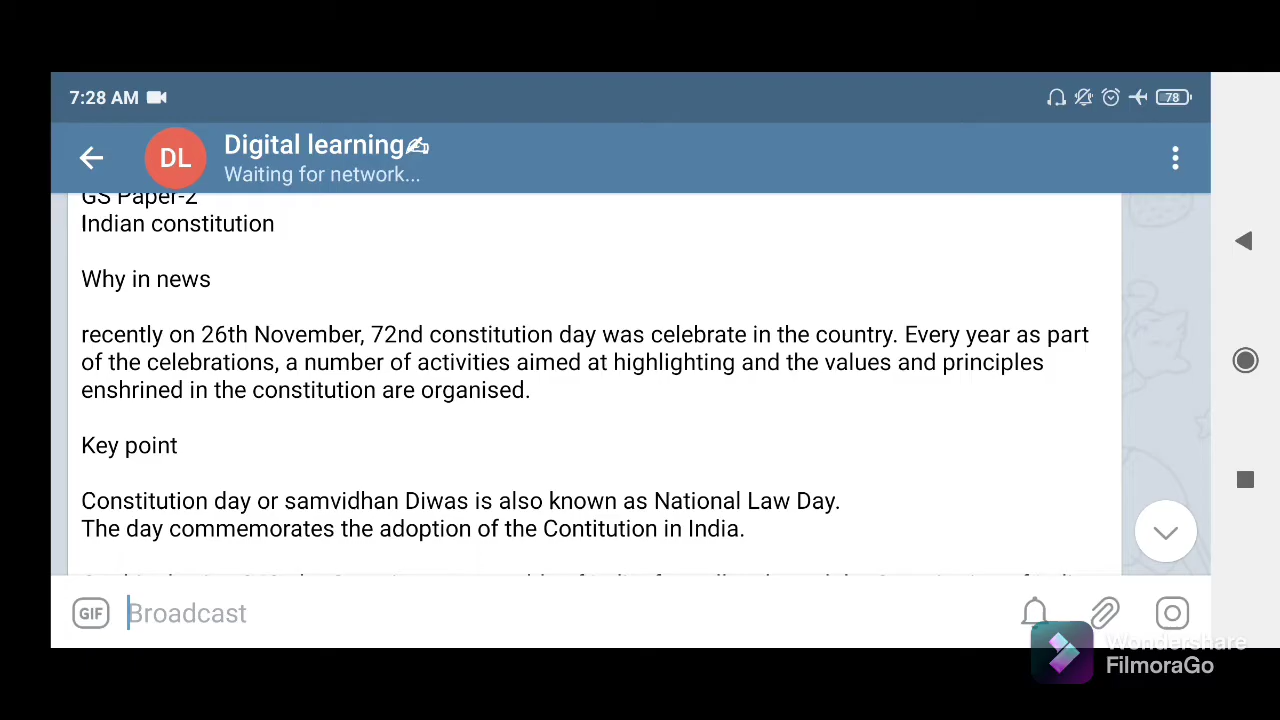 7:28 AM
78
DL
Digital learning✍
Waiting for network...
GS Paper-2
Indian constitution
Why in news
recently on 26th November, 72nd constitution day was celebrate in the country. Every year as part
of the celebrations, a number of activities aimed at highlighting and the values and principles
enshrined in the constitution are organised.
Key point
Constitution day or samvidhan Diwas is also known as National Law Day.
The day commemorates the adoption of the Contitution in India.
GIF
Broadcast
Wondershare
FilmoraGo